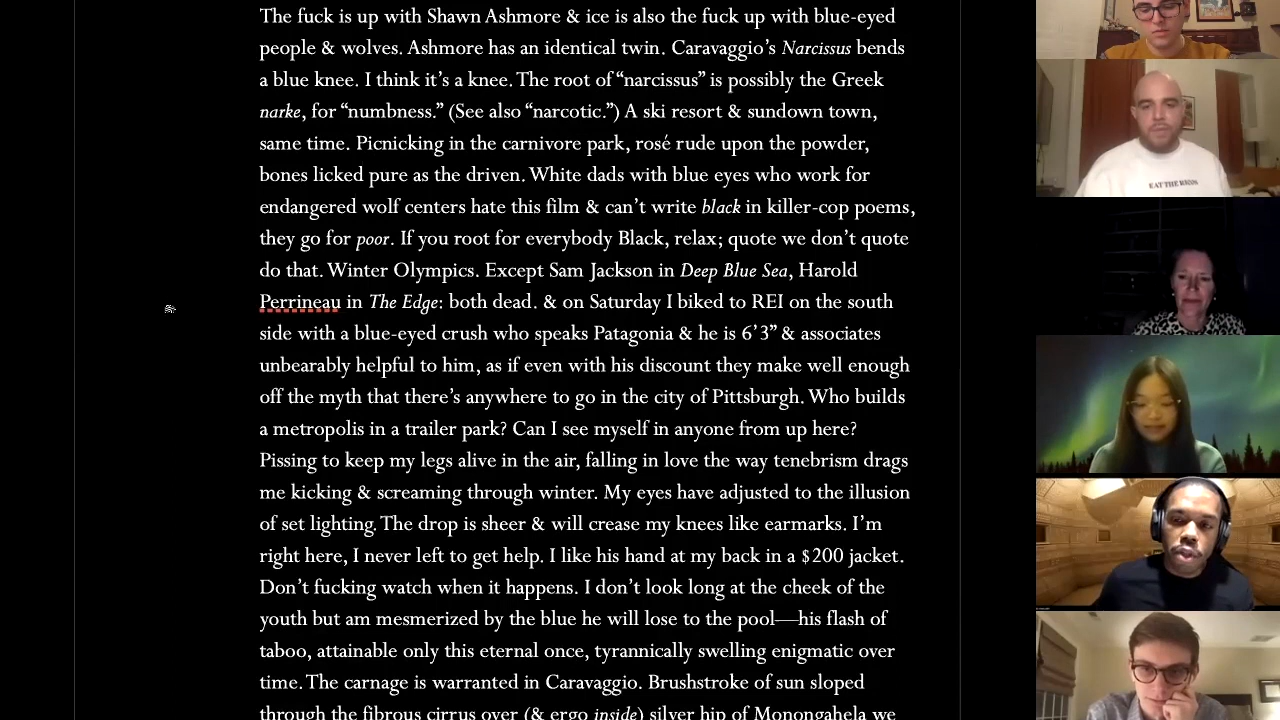 The fuck is up with Shawn Ashmore & ice is also the fuck up with blue-eyed
people & wolves. Ashmore has an identical twin. Caravaggio’s Narcissus bends
a blue knee. I think it’s a knee. The root of “narcissus” is possibly the Greek
narke, for “numbness.” (See also “narcotic.”) A ski resort & sundown town,
same time. Picnicking in the carnivore park, rosé rude upon the powder,
bones licked pure as the driven. White dads with blue eyes who work for
endangered wolf centers hate this film & can’t write black in killer-cop poems,
they go for poor. If you root for everybody Black, relax; quote we don’t quote
do that. Winter Olympics. Except Sam Jackson in Deep Blue Sea, Harold
Perrineau in The Edge: both dead. & on Saturday I biked to REI on the south
side with a blue-eyed crush who speaks Patagonia & he is 6’3” & associates
unbearably helpful to him, as if even with his discount they make well enough
off the myth that there’s anywhere to go in the city of Pittsburgh. Who builds
a metropolis in a trailer park? Can I see myself in anyone from up here?
Pissing to keep my legs alive in the air, falling in love the way tenebrism drags
me kicking & screaming through winter. My eyes have adjusted to the illusion
of set lighting. The drop is sheer & will crease my knees like earmarks. I’m
right here, I never left to get help. I like his hand at my back in a $200 jacket.
Don’t fucking watch when it happens. I don’t look long at the cheek of the
youth but am mesmerized by the blue he will lose to the pool—his flash of
taboo, attainable only this eternal once, tyrannically swelling enigmatic over
time. The carnage is warranted in Caravaggio. Brushstroke of sun sloped
through the fibrous cirrus over (& ergo inside) silver hip of Monongahela we
EAT THE RICOS